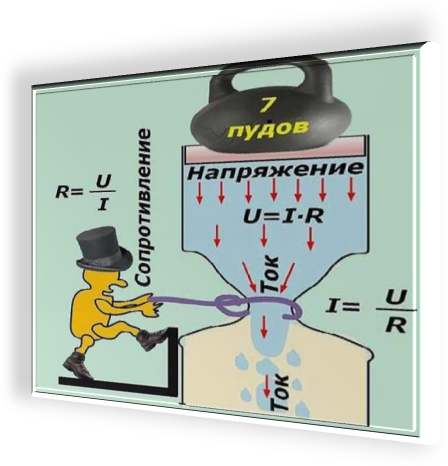 7
пудов
Напряжение
U=I·R
Сопротивление
R= U
I
Ток
I= U
R
Ток